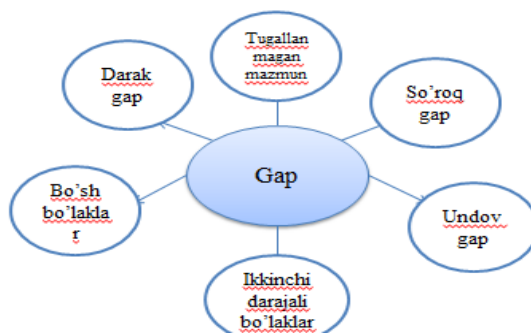 Tugallan
magan
mazmun
Darak
gap
So’roq
gap
Gap
Bo’sh
bo’lakla
r
Undov
gap
Ikkinchi
darajali
bo’laklar